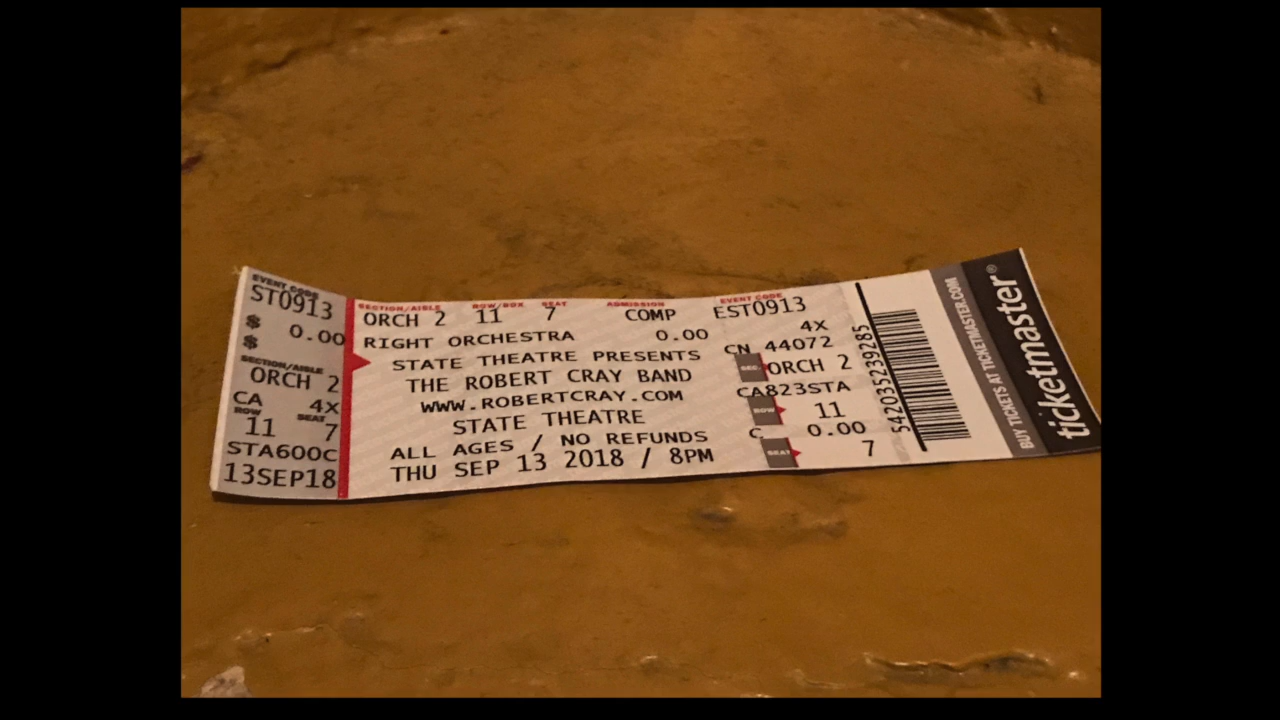 EVENT CODE
ST0913
$ 0.00
$
SECTION/AISLE
ORCH 2
CA 4X
ROW SEAT
11 7
STA600C
13SEP18
SECTION/AISLE ROW/BOX SEAT ADMISSION
ORCH 2 11 7 COMP
RIGHT ORCHESTRA 0.00
STATE THEATRE PRESENTS
THE ROBERT CRAY BAND
WWW.ROBERTCRAY.COM
STATE THEATRE
ALL AGES / NO REFUNDS
THU SEP 13 2018 / 8PM
EVENT CODE
EST0913
4X
CN 44072
SEC. ORCH 2
CA823STA
ROW 11
C. 0.00
SEAT 7
542035239285
BUY TICKETS AT TICKETMASTER.COM
ticketmaster®